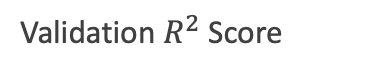 Validation R² Score